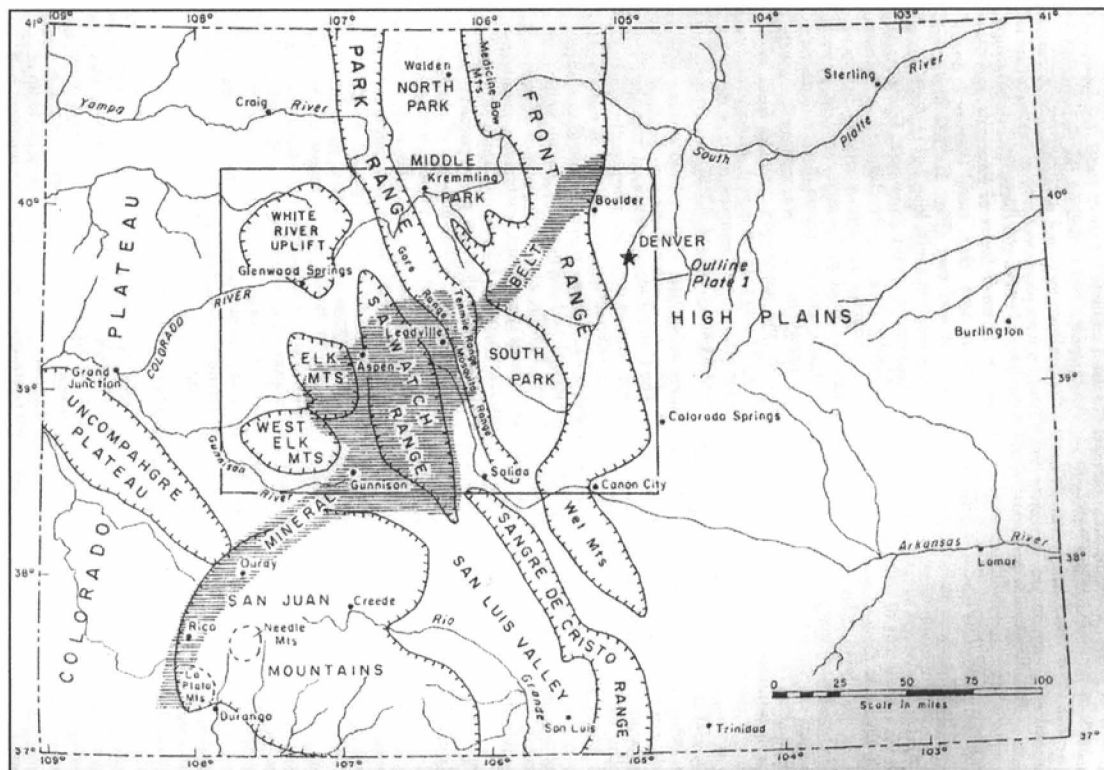 41° 109° 108° 107° 106° 105° 104° 103° 41°
PARK RANGE
Walden
NORTH PARK
Medicine Bow Mts
FRONT RANGE
Sterling
South Platte River
Yampa River
Craig
MIDDLE PARK
Kremmling
40°
40°
WHITE
RIVER
UPLIFT
Glenwood Springs
Gore Range
Boulder
DENVER
Outline
Plate 1
HIGH PLAINS
Burlington
COLORADO PLATEAU
COLORADO RIVER
SAWATCH RANGE
Leadville
Tenmile Range
Mosquito Range
MINERAL BELT
SOUTH
PARK
ELK
MTS
Aspen
39°
39°
Grand
Junction
UNCOMPAHGRE
PLATEAU
WEST
ELK
MTS
Gunnison River
Gunnison
Salida
Colorado Springs
Canon City
Wet Mts
SANGRE DE CRISTO RANGE
Arkansas River
Lamar
38°
38°
Ouray
SAN JUAN
MOUNTAINS
Creede
Rio Grande
SAN LUIS VALLEY
Rico
Needle
Mts
La
Plata
Mts
Durango
San Luis
Trinidad
0 25 50 75 100
Scale in miles
37°
37°
109° 108° 106° 105° 104° 103°